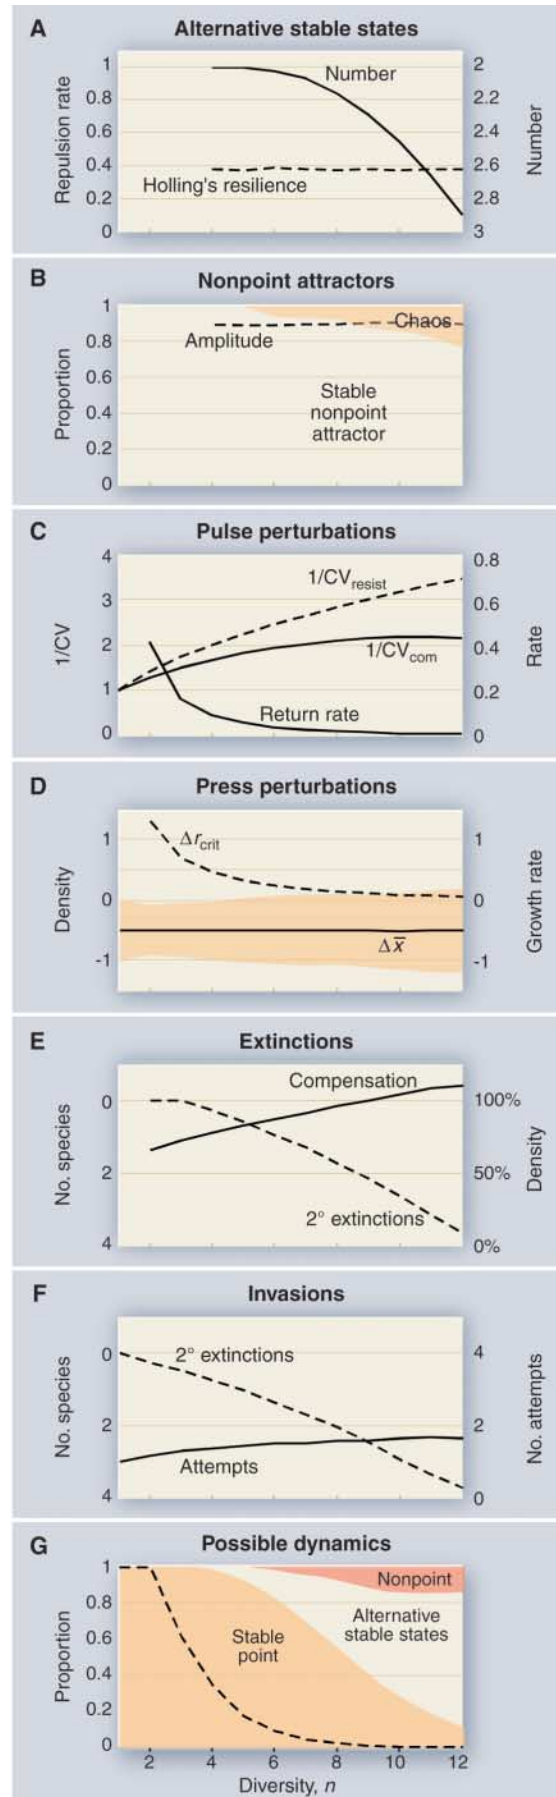 A Alternative stable states
Repulsion rate
1
0.8
0.6
0.4
0.2
0
Number
Holling's resilience
2
2.2
2.4
2.6
2.8
3
Number
B Nonpoint attractors
Proportion
1
0.8
0.6
0.4
0.2
0
Chaos
Amplitude
Stable
nonpoint
attractor
C Pulse perturbations
1/CV
4
3
2
1
0
1/CVresist
1/CVcom
Return rate
0.8
0.6
0.4
0.2
0
Rate
D Press perturbations
Density
1
0
-1
Δrcrit
Δx̅
1
0
-1
Growth rate
E Extinctions
No. species
0
2
4
Compensation
2° extinctions
100%
50%
0%
Density
F Invasions
No. species
0
2
4
2° extinctions
Attempts
4
2
0
No. attempts
G Possible dynamics
Proportion
1
0.8
0.6
0.4
0.2
0
Nonpoint
Alternative
stable states
Stable
point
2 4 6 8 10 12
Diversity, n